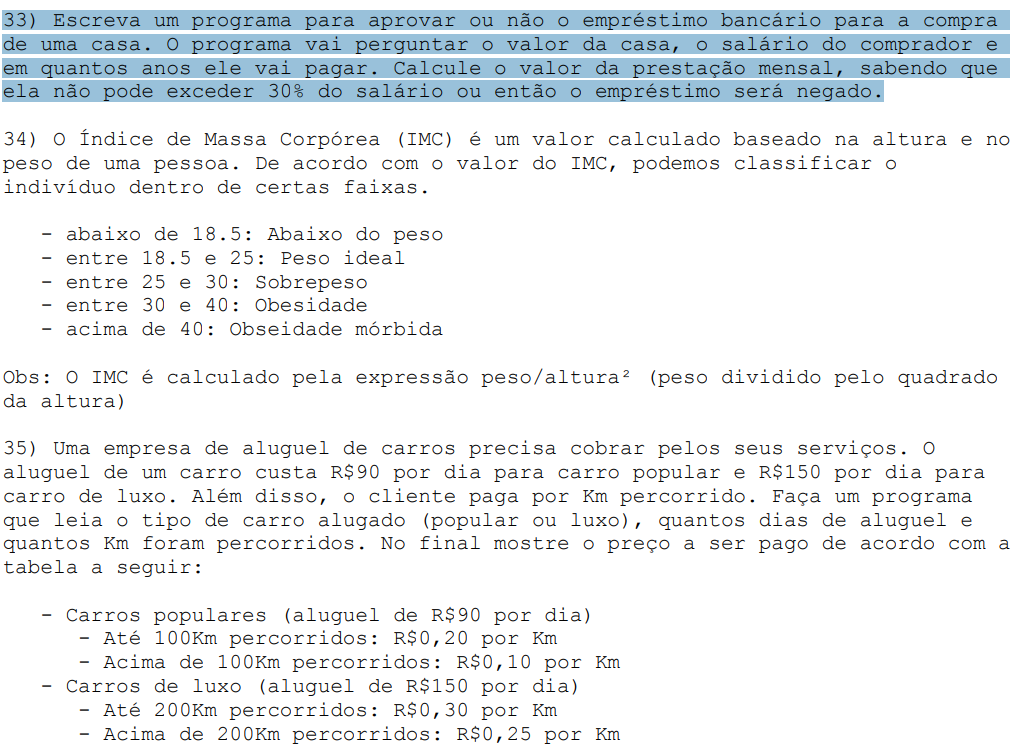 33) Escreva um programa para aprovar ou não o empréstimo bancário para a compra
de uma casa. O programa vai perguntar o valor da casa, o salário do comprador e
em quantos anos ele vai pagar. Calcule o valor da prestação mensal, sabendo que
ela não pode exceder 30% do salário ou então o empréstimo será negado.
34) O Índice de Massa Corpórea (IMC) é um valor calculado baseado na altura e no
peso de uma pessoa. De acordo com o valor do IMC, podemos classificar o
indivíduo dentro de certas faixas.
- abaixo de 18.5: Abaixo do peso
- entre 18.5 e 25: Peso ideal
- entre 25 e 30: Sobrepeso
- entre 30 e 40: Obesidade
- acima de 40: Obseidade mórbida
Obs: O IMC é calculado pela expressão peso/altura² (peso dividido pelo quadrado
da altura)
35) Uma empresa de aluguel de carros precisa cobrar pelos seus serviços. O
aluguel de um carro custa R$90 por dia para carro popular e R$150 por dia para
carro de luxo. Além disso, o cliente paga por Km percorrido. Faça um programa
que leia o tipo de carro alugado (popular ou luxo), quantos dias de aluguel e
quantos Km foram percorridos. No final mostre o preço a ser pago de acordo com a
tabela a seguir:
- Carros populares (aluguel de R$90 por dia)
- Até 100Km percorridos: R$0,20 por Km
- Acima de 100Km percorridos: R$0,10 por Km
- Carros de luxo (aluguel de R$150 por dia)
- Até 200Km percorridos: R$0,30 por Km
- Acima de 200Km percorridos: R$0,25 por Km